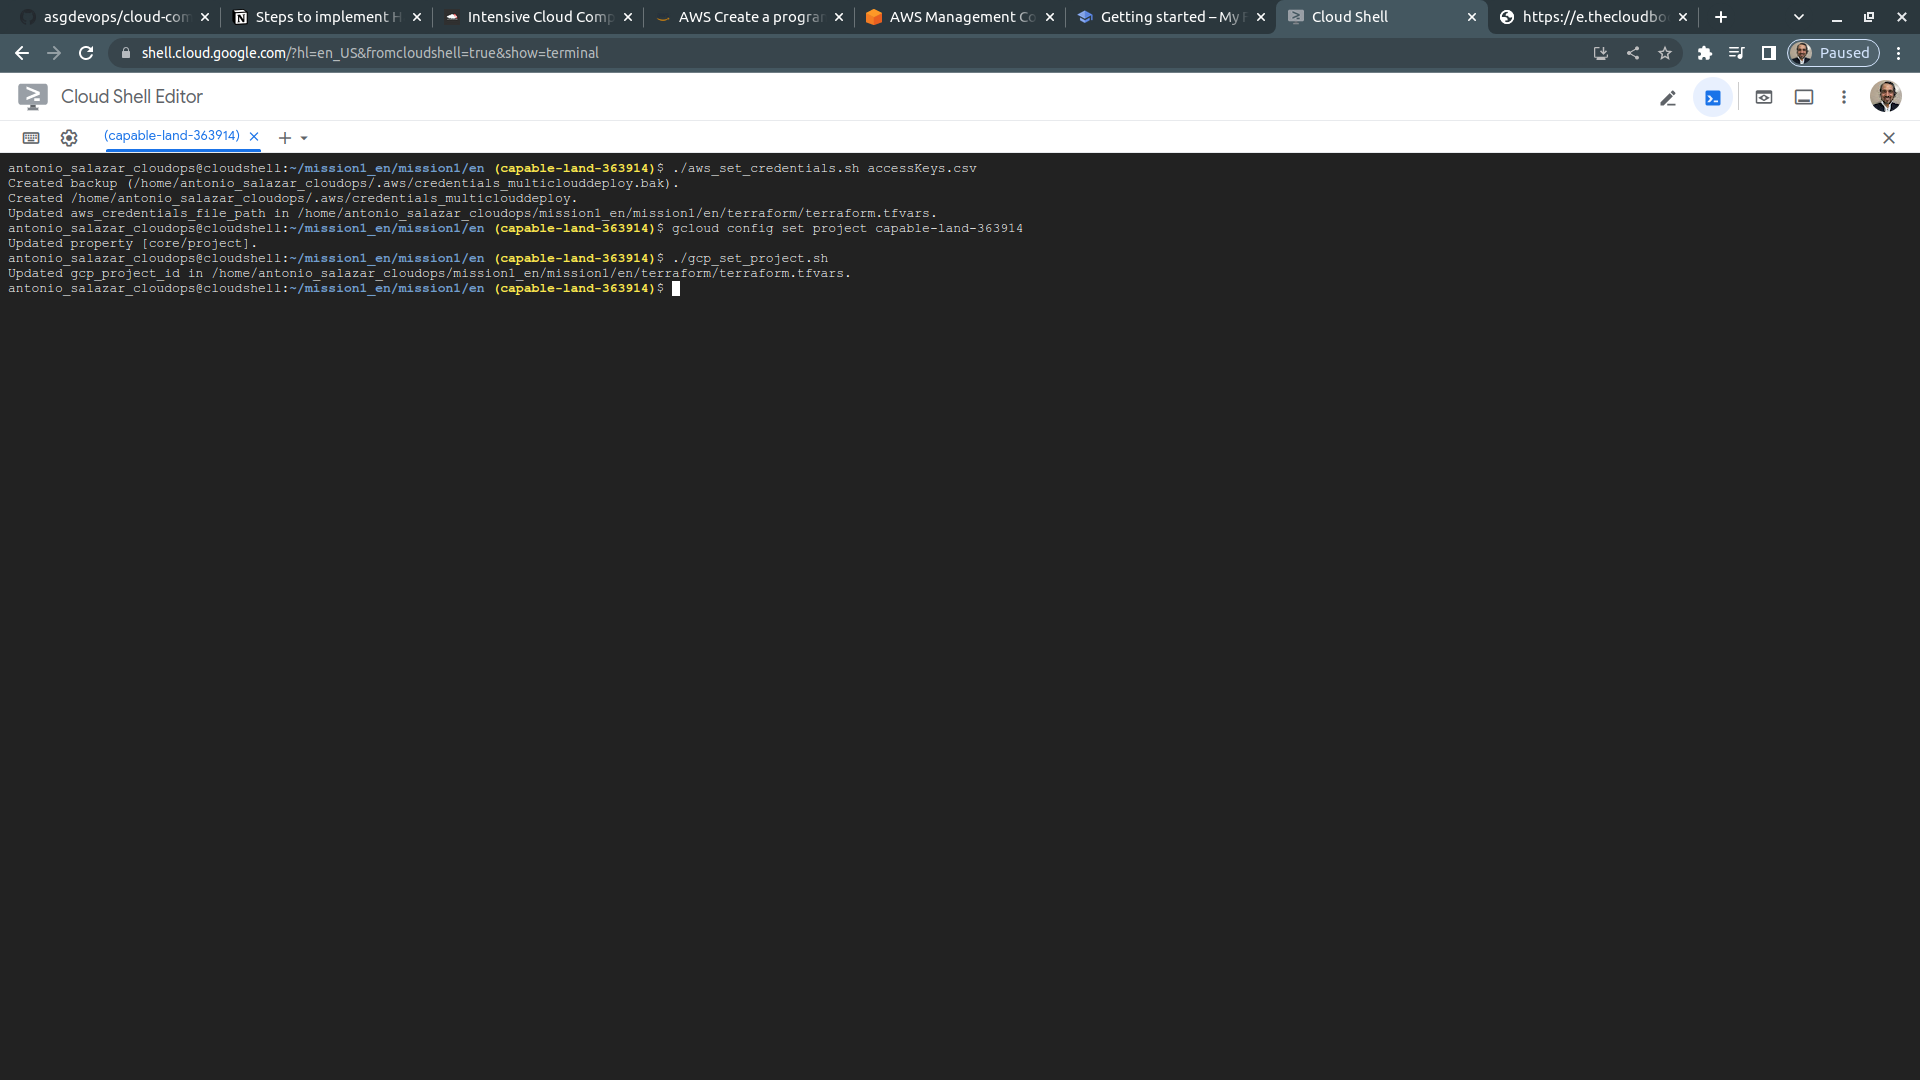 asgdevops/cloud-com
Steps to implement H
Intensive Cloud Comp
AWS Create a program
AWS Management Co
Getting started – My F
Cloud Shell
https://e.thecloudbo
shell.cloud.google.com/?hl=en_US&fromcloudshell=true&show=terminal
Paused
Cloud Shell Editor
(capable-land-363914)
antonio_salazar_cloudops@cloudshell:~/mission1_en/mission1/en (capable-land-363914)$ ./aws_set_credentials.sh accessKeys.csv
Created backup (/home/antonio_salazar_cloudops/.aws/credentials_multiclouddeploy.bak).
Created /home/antonio_salazar_cloudops/.aws/credentials_multiclouddeploy.
Updated aws_credentials_file_path in /home/antonio_salazar_cloudops/mission1_en/mission1/en/terraform/terraform.tfvars.
antonio_salazar_cloudops@cloudshell:~/mission1_en/mission1/en (capable-land-363914)$ gcloud config set project capable-land-363914
Updated property [core/project].
antonio_salazar_cloudops@cloudshell:~/mission1_en/mission1/en (capable-land-363914)$ ./gcp_set_project.sh
Updated gcp_project_id in /home/antonio_salazar_cloudops/mission1_en/mission1/en/terraform/terraform.tfvars.
antonio_salazar_cloudops@cloudshell:~/mission1_en/mission1/en (capable-land-363914)$